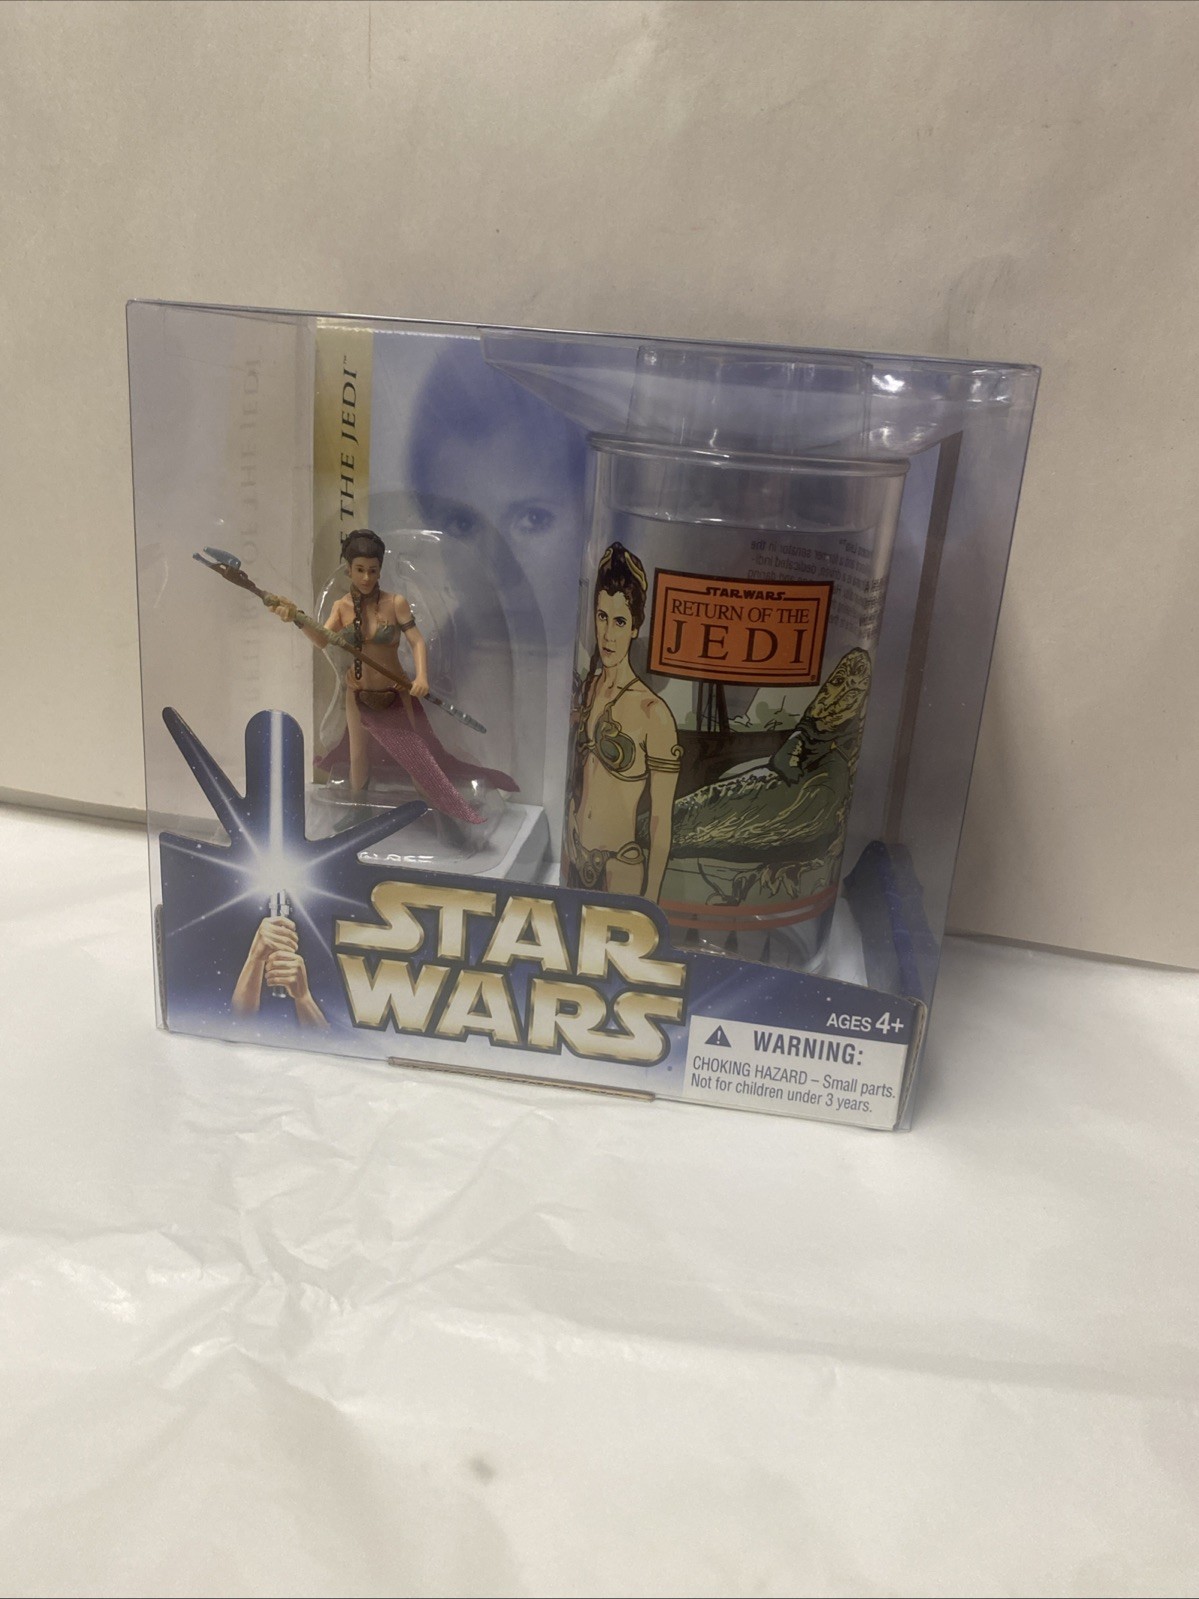 THE JEDI™
STAR WARS
RETURN OF THE
JEDI
STAR
WARS
AGES 4+
WARNING:
CHOKING HAZARD – Small parts.
Not for children under 3 years.